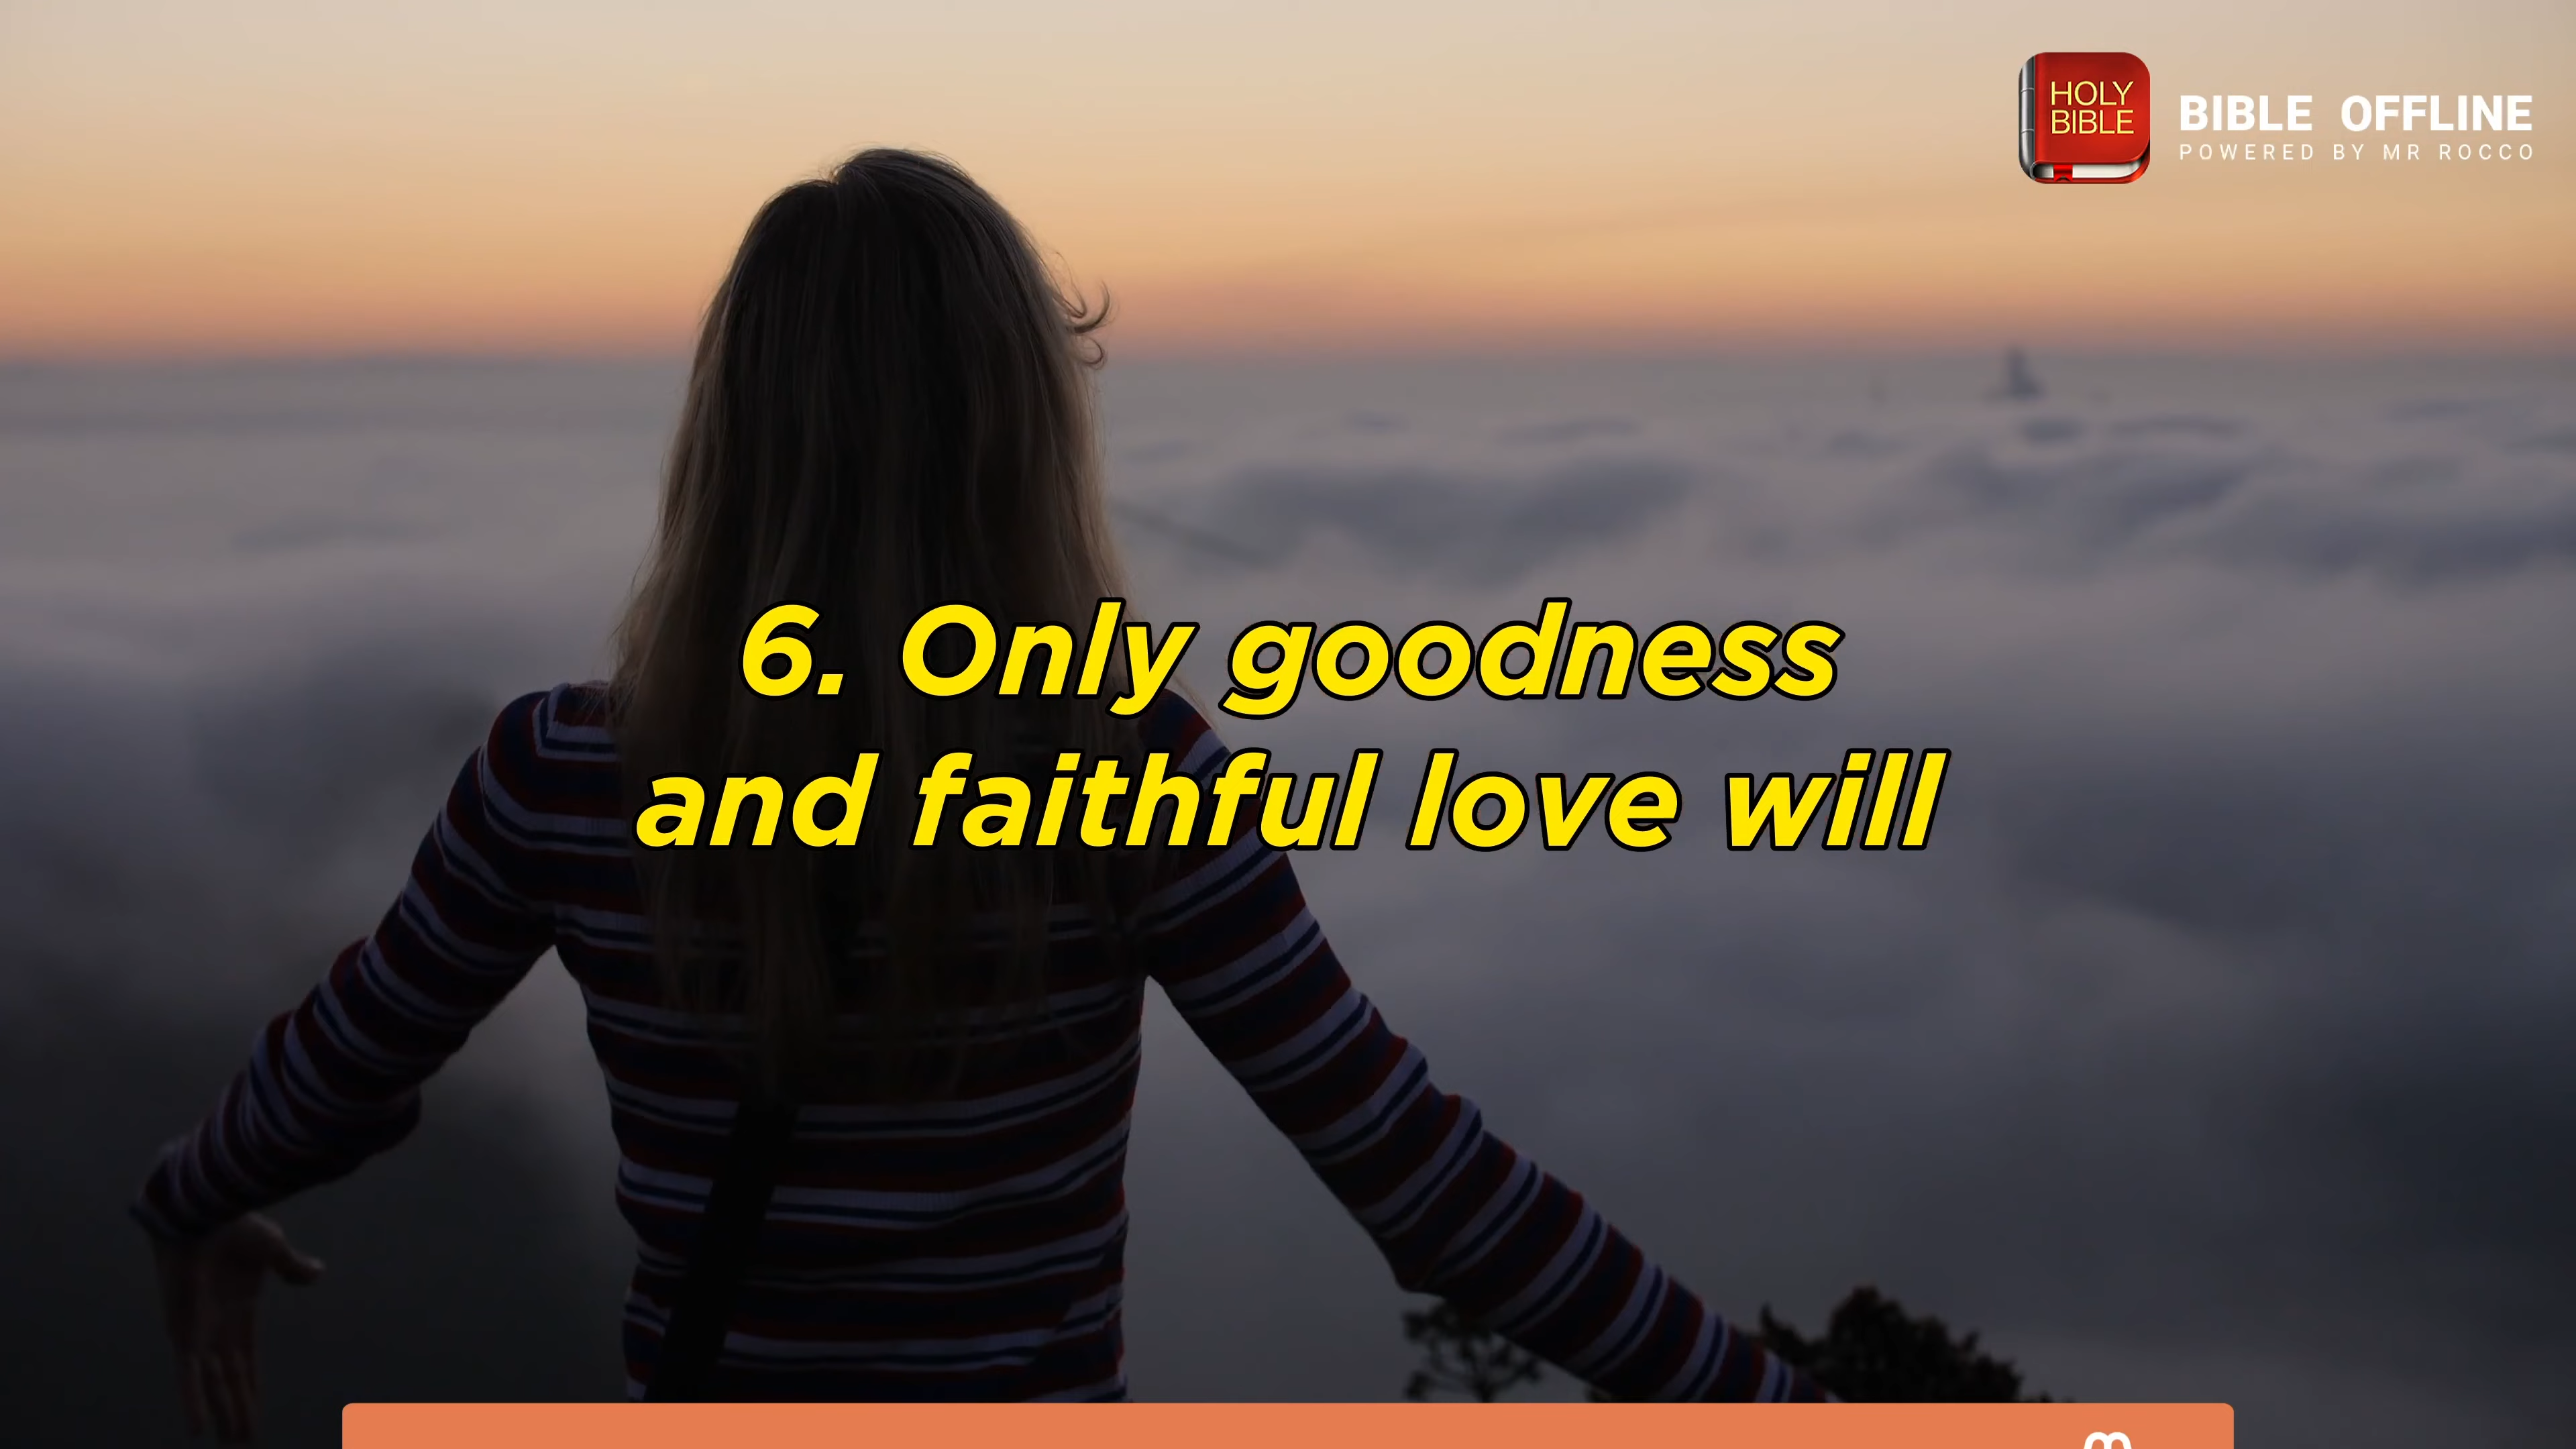 HOLY
BIBLE
BIBLE OFFLINE
POWERED BY MR ROCCO
6. Only goodness
and faithful love will